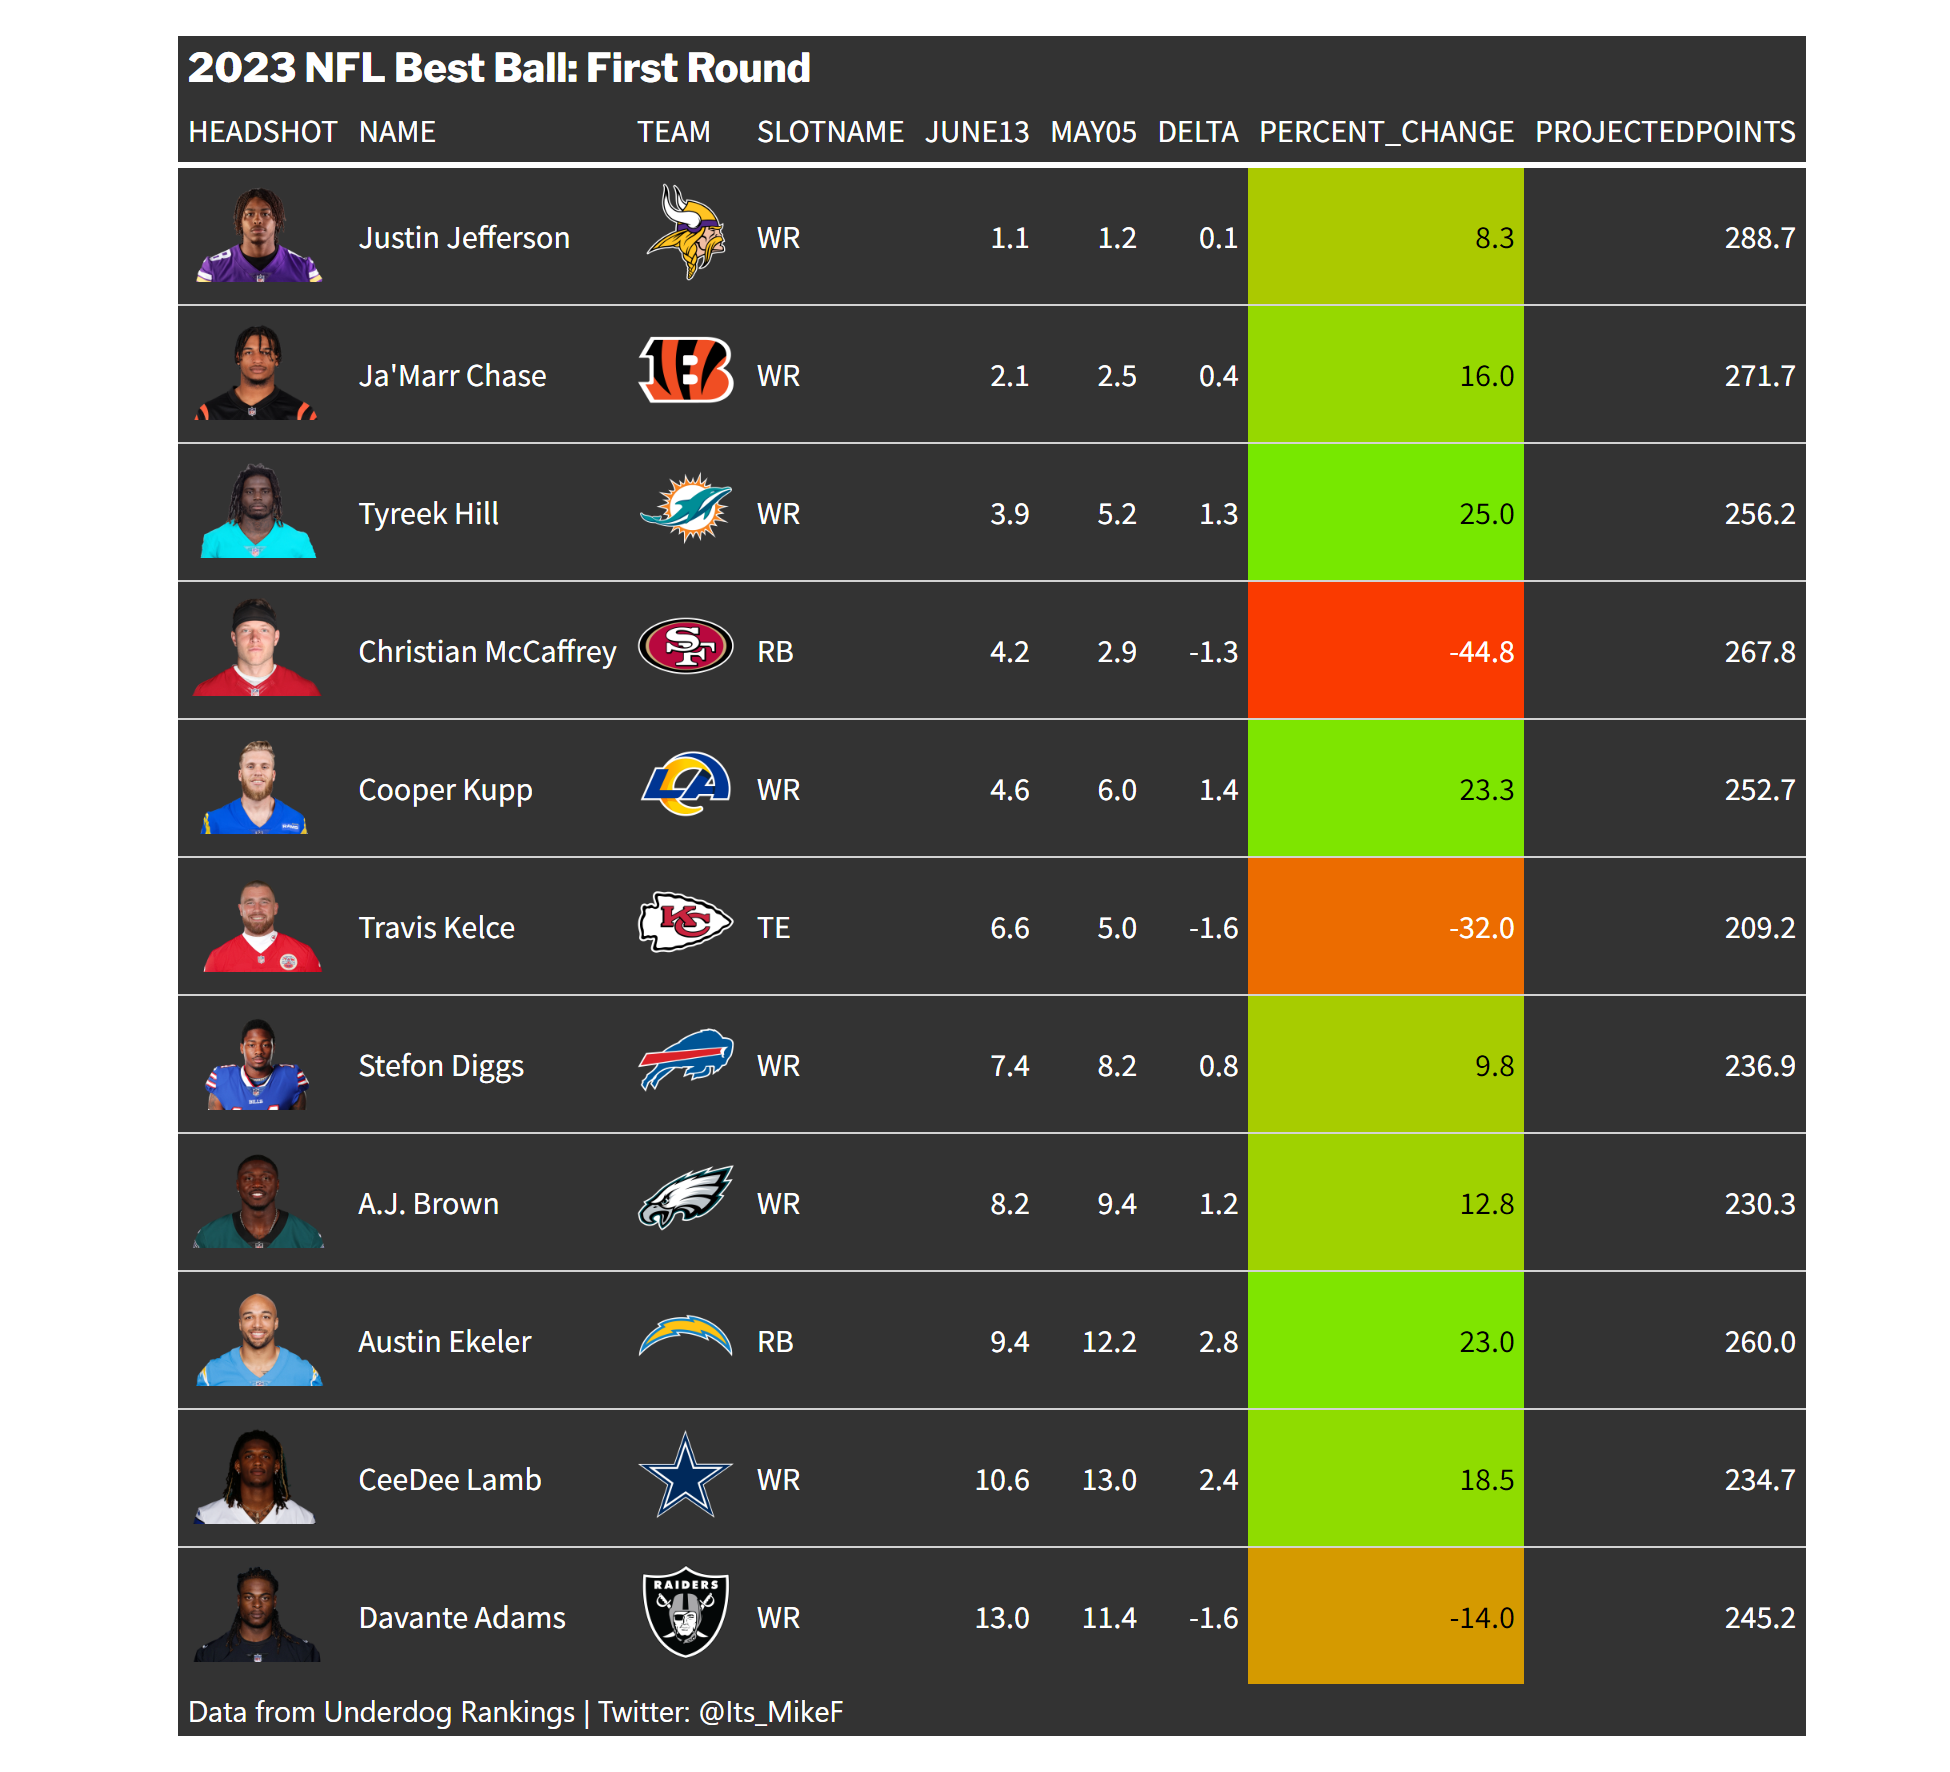 2023 NFL Best Ball: First Round
HEADSHOT NAME TEAM SLOTNAME JUNE13 MAY05 DELTA PERCENT_CHANGE PROJECTEDPOINTS
Justin Jefferson WR 1.1 1.2 0.1 8.3 288.7
Ja'Marr Chase B WR 2.1 2.5 0.4 16.0 271.7
Tyreek Hill WR 3.9 5.2 1.3 25.0 256.2
Christian McCaffrey SF RB 4.2 2.9 -1.3 -44.8 267.8
Cooper Kupp LA WR 4.6 6.0 1.4 23.3 252.7
Travis Kelce KC TE 6.6 5.0 -1.6 -32.0 209.2
Stefon Diggs WR 7.4 8.2 0.8 9.8 236.9
A.J. Brown WR 8.2 9.4 1.2 12.8 230.3
Austin Ekeler RB 9.4 12.2 2.8 23.0 260.0
CeeDee Lamb WR 10.6 13.0 2.4 18.5 234.7
Davante Adams RAIDERS WR 13.0 11.4 -1.6 -14.0 245.2
Data from Underdog Rankings | Twitter: @Its_MikeF